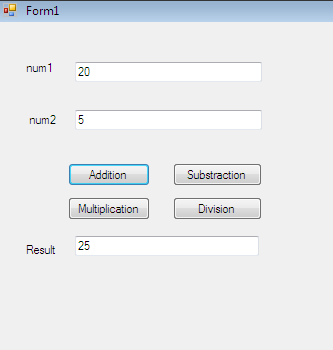 Form1
num1 20
num2 5
Addition Substraction
Multiplication Division
Result 25